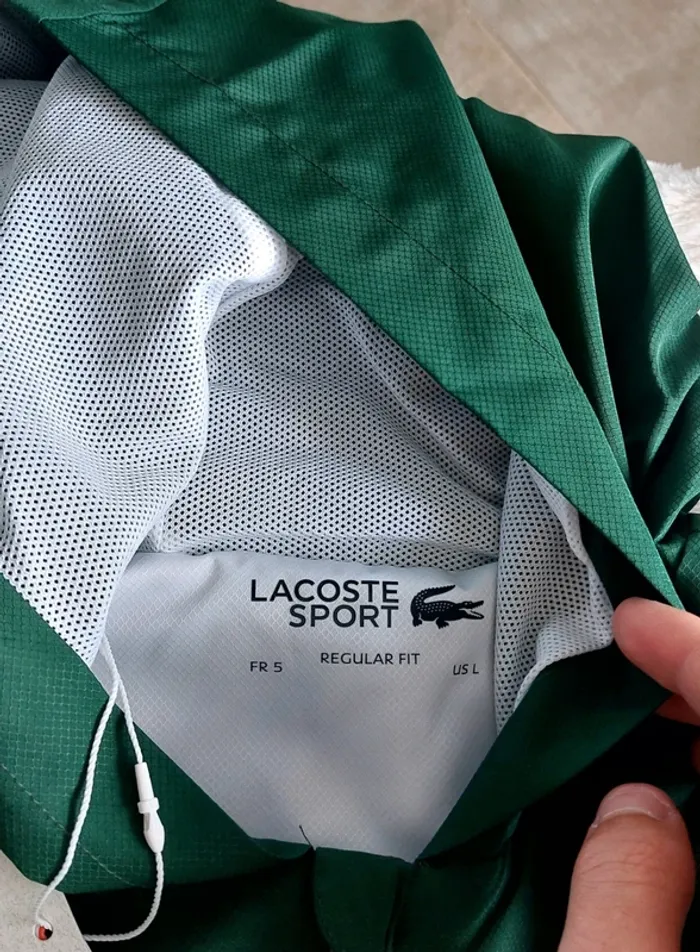 LACOSTE
SPORT
FR 5 REGULAR FIT US L